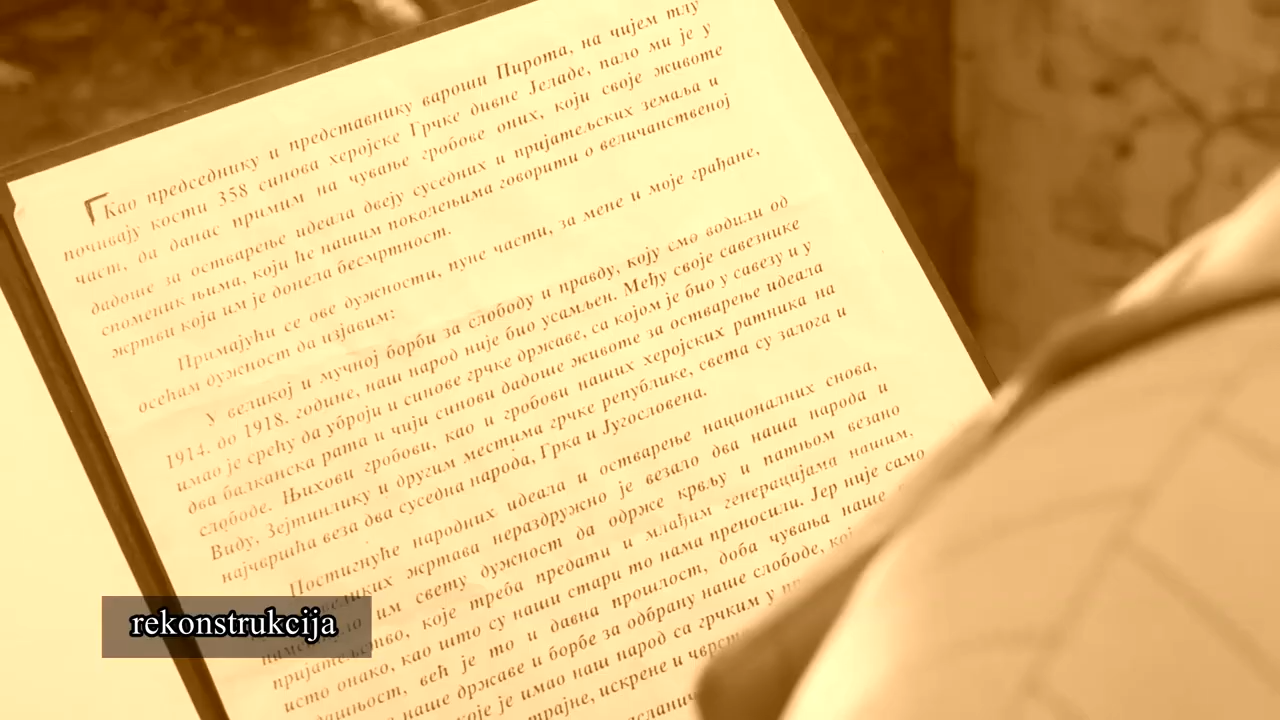 Као председнику и представнику вароши Пирота, на чијем тлу
почивају кости 358 синова херојске Грчке дивне Јеладе, пало ми је у
част, да данас примим на чување гробове оних, који своје животе
дадоше за остварење идеала двеју суседних и пријатељских земаља и
споменик њима, који ће нашим поколењима говорити о величанственој
жртви која им је донела бесмртност.
Примајући се ове дужности, пуне части, за мене и моје грађане,
осећам дужност да изјавим:
У великој и мучној борби за слободу и правду, коју смо водили од
1914. до 1918. године, наш народ није био усамљен. Међу своје савезнике
имао је срећу да убројi и синове грчке државе, са којом је био у савезу и у
два балканска рата и чији синови дадоше животе за остварење идеала
слободе. Њихови гробови, као и гробови наших херојских ратника на
Виду, Зејтинлику и другим местима грчке републике, света су залога и
најчвршћа веза два суседна народа, Грка и Југословена.
Постигнуће народних идеала и остварење националних снова,
великих жртава нераздружно је везало два наша народа и
им свету дужност да одрже крвљу и патњом везано
пријатељство, које треба предати и млађим генерацијама нашим,
исто онако, као што су наши стари то нама преносили. Јер није само
већ је то и давна прошлост, доба чувања наше
наше државе и борбе за одбрану наше слободе,
које је имао наш народ са грчким у
искрене и
rekonstrukcija